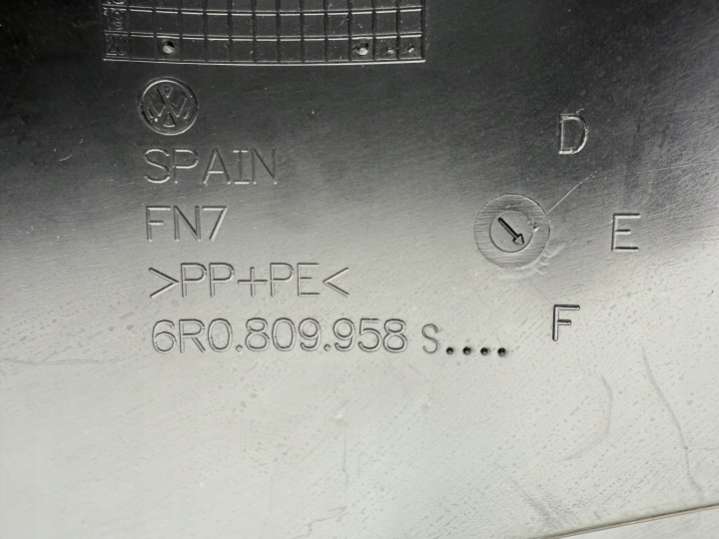 SPAIN
FN7
>PP+PE<
6R0.809.958 S....
D
E
F